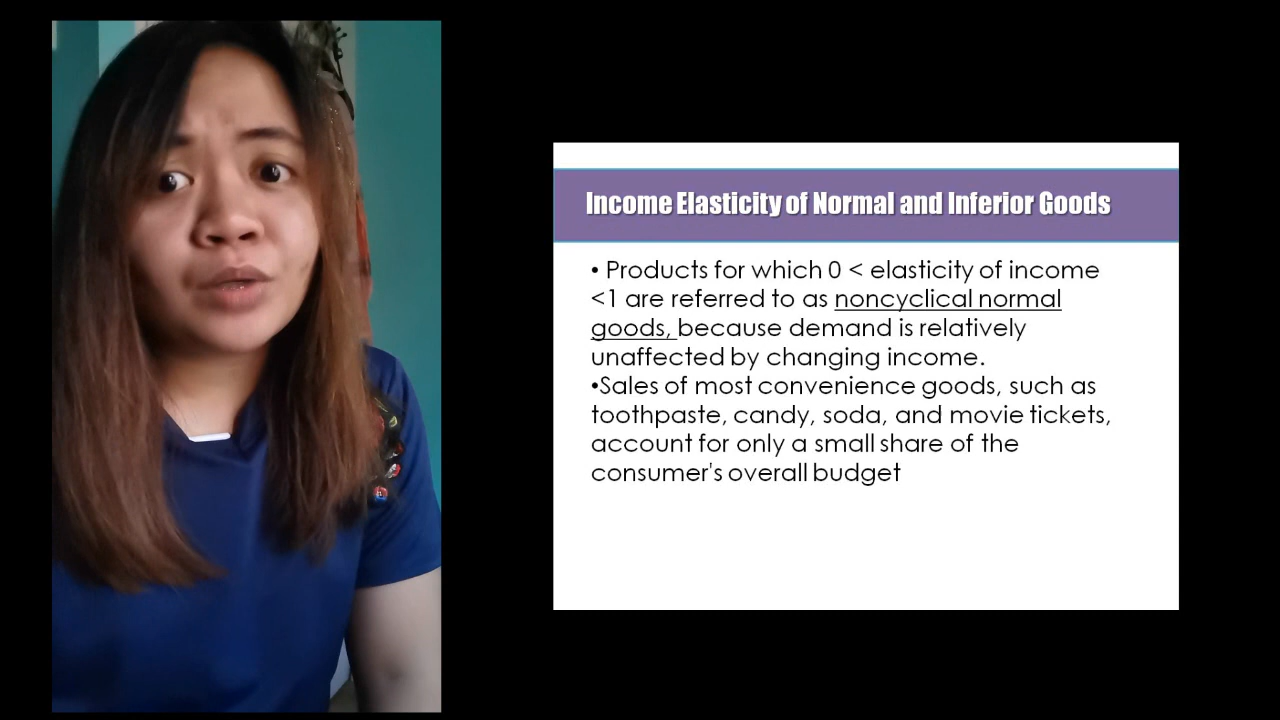 Income Elasticity of Normal and Inferior Goods
• Products for which 0 < elasticity of income
<1 are referred to as noncyclical normal
goods, because demand is relatively
unaffected by changing income.
•Sales of most convenience goods, such as
toothpaste, candy, soda, and movie tickets,
account for only a small share of the
consumer's overall budget